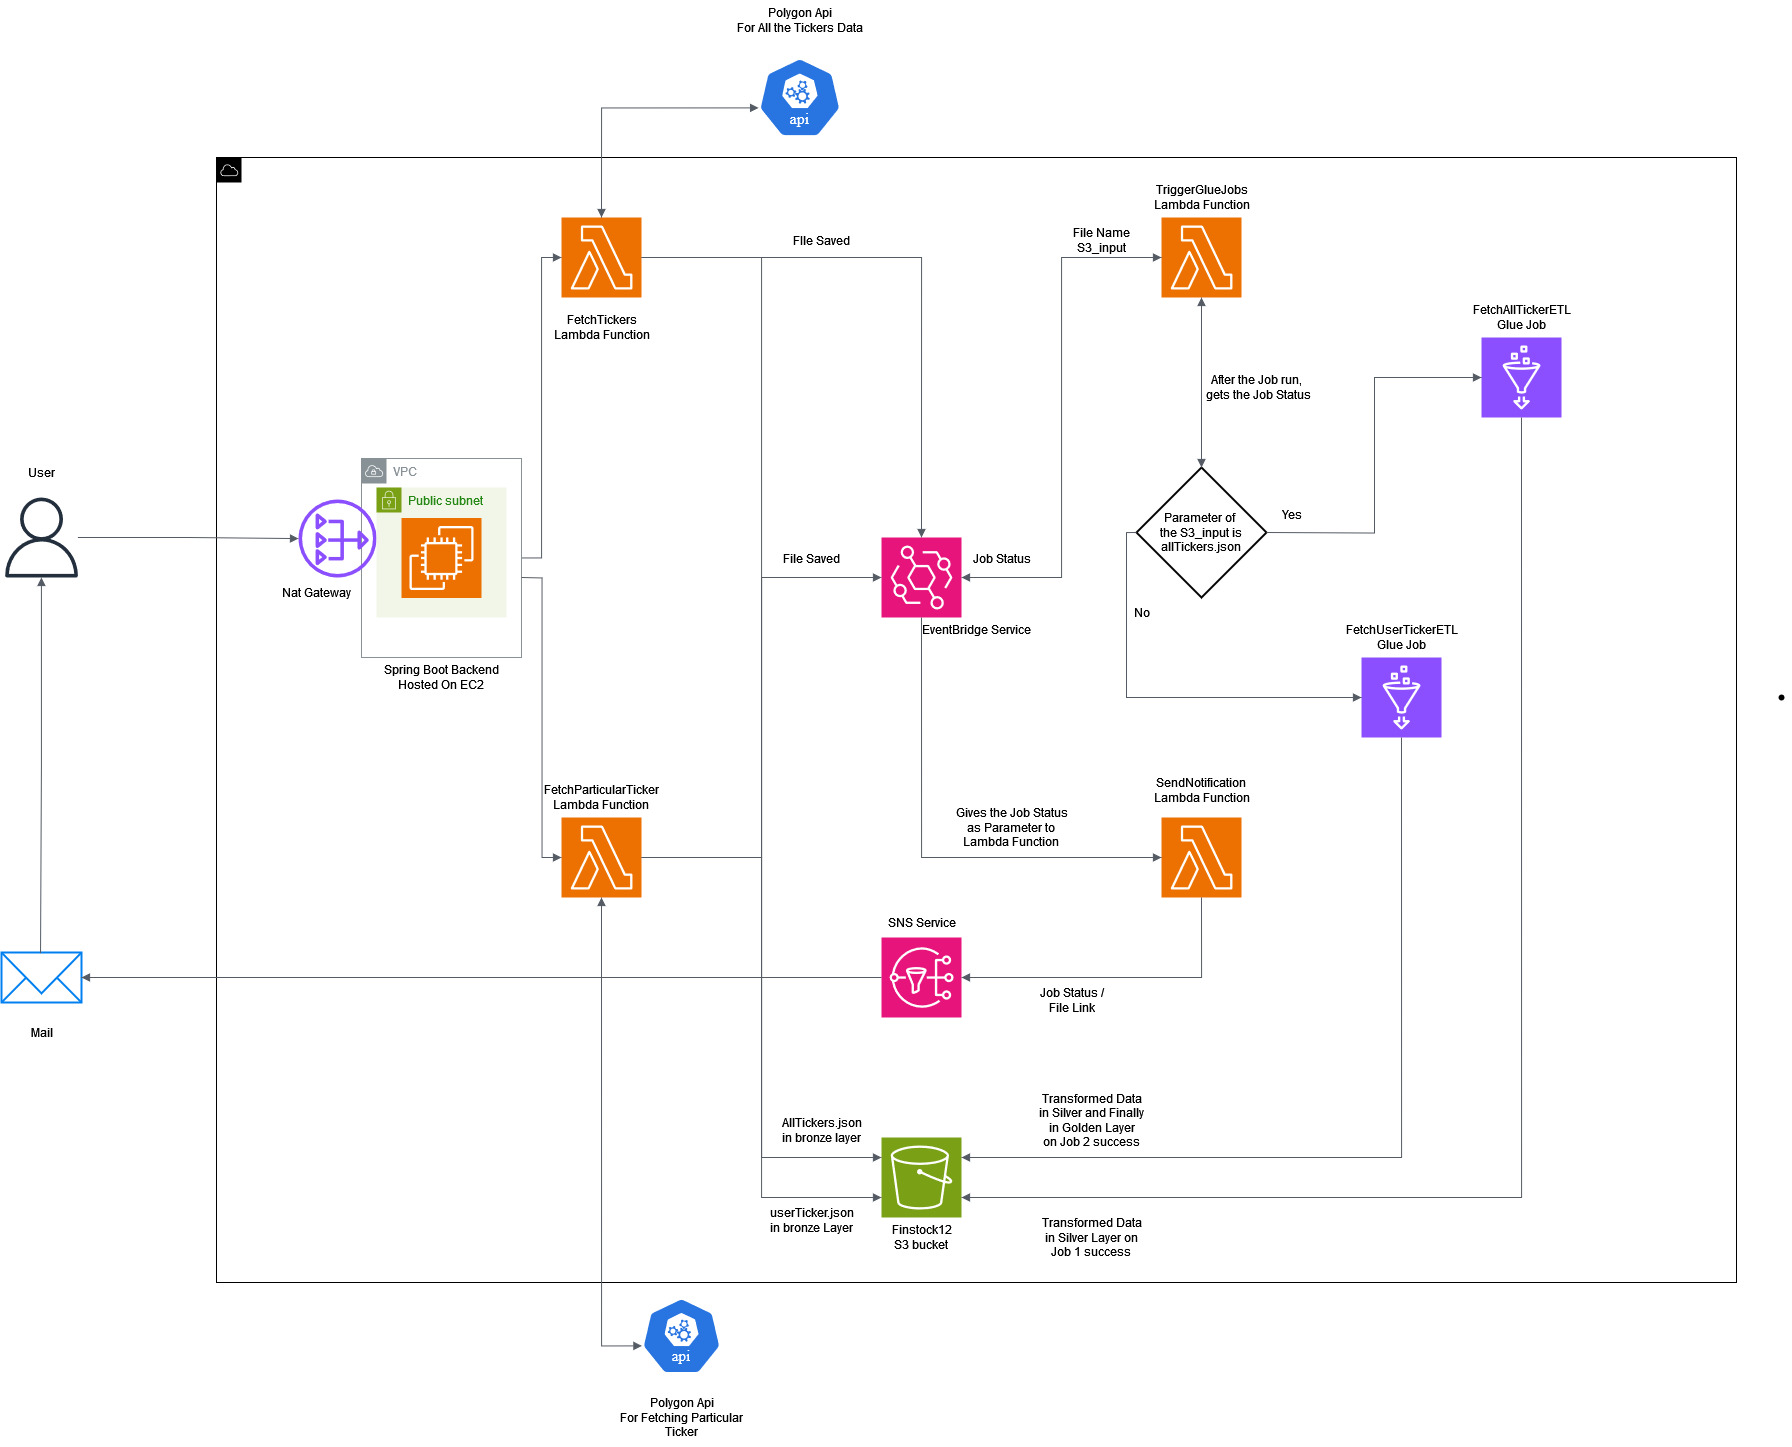 Polygon Api
For All the Tickers Data
api
TriggerGlueJobs
Lambda Function
File Name
S3_input
FIle Saved
FetchTickers
Lambda Function
FetchAllTickerETL
Glue Job
After the Job run,
gets the Job Status
User
VPC
Public subnet
Nat Gateway
Spring Boot Backend
Hosted On EC2
File Saved
Job Status
EventBridge Service
Parameter of
the S3_input is
allTickers.json
Yes
No
FetchUserTickerETL
Glue Job
FetchParticularTicker
Lambda Function
Gives the Job Status
as Parameter to
Lambda Function
SendNotification
Lambda Function
SNS Service
Job Status /
File Link
Mail
AllTickers.json
in bronze layer
Transformed Data
in Silver and Finally
in Golden Layer
on Job 2 success
userTicker.json
in bronze Layer
Finstock12
S3 bucket
Transformed Data
in Silver Layer on
Job 1 success
api
Polygon Api
For Fetching Particular
Ticker